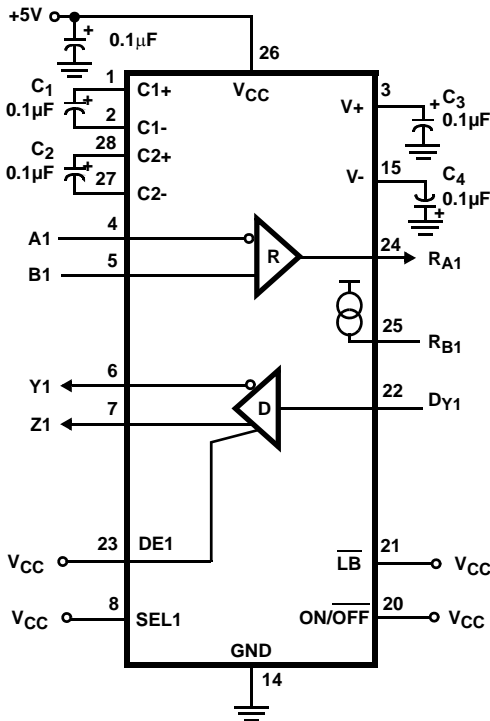 +5V
+
0.1µF
26
1
C1+
VCC
3
C1
+
0.1µF
2
C1-
V+
+
C3
0.1µF
28
C2+
C2
+
0.1µF
27
C2-
15
V-
C4
0.1µF
+
4
A1
R
24
RA1
5
B1
25
RB1
6
Y1
D
22
DY1
7
Z1
23
DE1
VCC
21
LB
VCC
8
SEL1
VCC
20
ON/OFF
VCC
GND
14